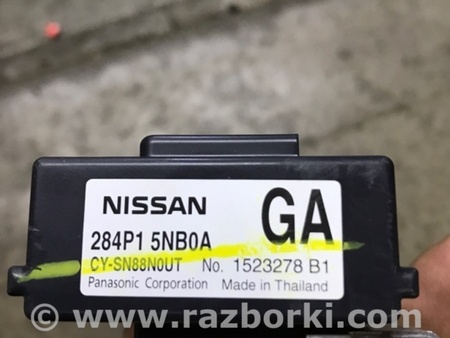 NISSAN GA
284P1 5NB0A
CY-SN88N0UT No. 1523278 B1
Panasonic Corporation Made in Thailand
© www.razborki.com